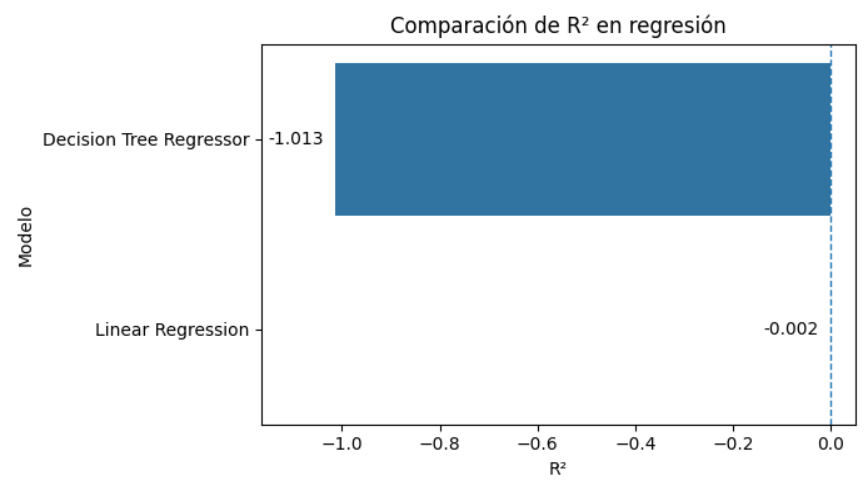 Comparación de R² en regresión
Decision Tree Regressor
-1.013
Modelo
Linear Regression
-0.002
−1.0
−0.8
−0.6
−0.4
−0.2
0.0
R²